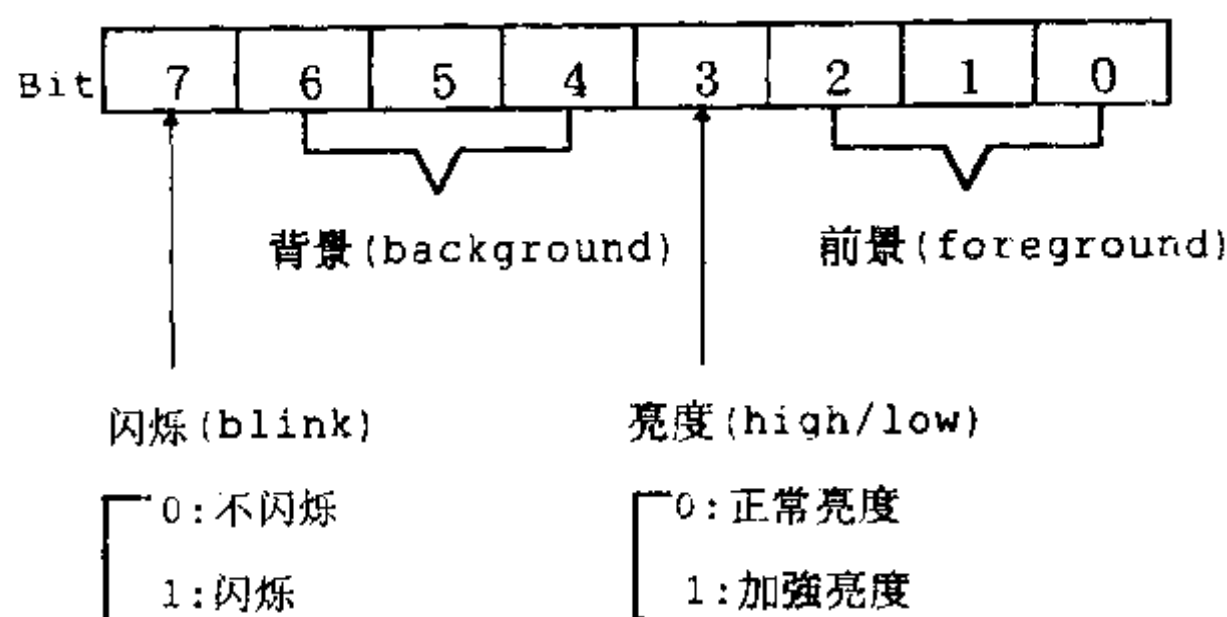 Bit 7 6 5 4 3 2 1 0
背景(background) 前景(foreground)
闪烁(blink) 亮度(high/low)
0:不闪烁 0:正常亮度
1:闪烁 1:加強亮度